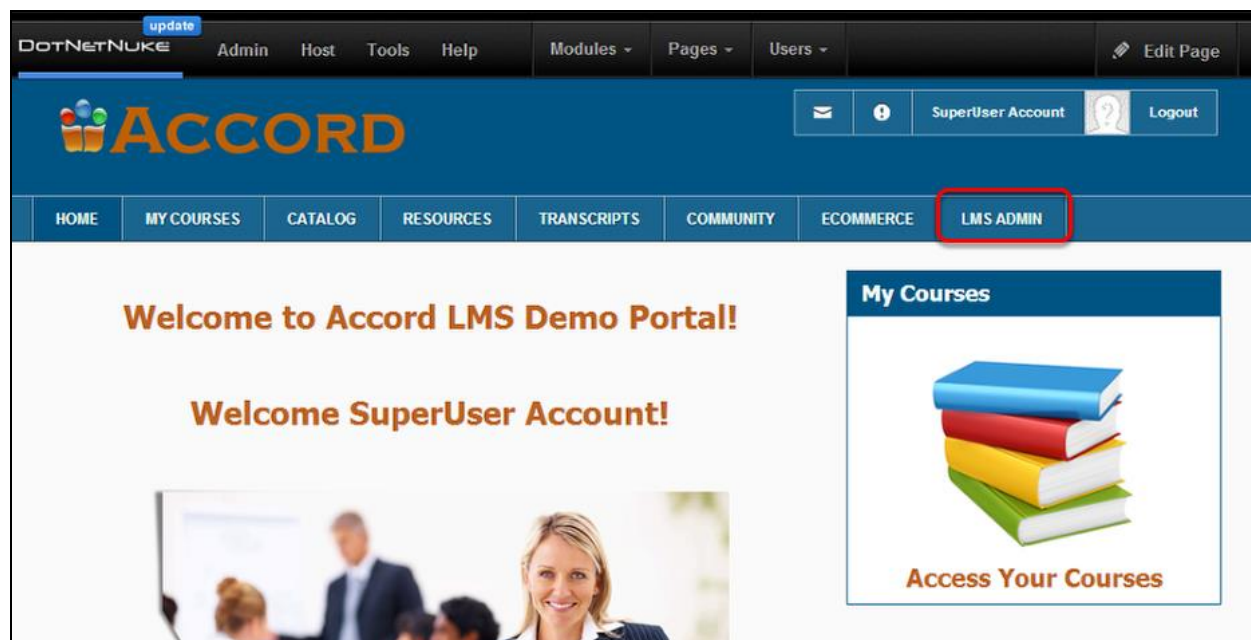 update
DotNetNuke Admin Host Tools Help Modules Pages Users Edit Page
ACCORD
SuperUser Account Logout
HOME MY COURSES CATALOG RESOURCES TRANSCRIPTS COMMUNITY ECOMMERCE LMS ADMIN
Welcome to Accord LMS Demo Portal!
Welcome SuperUser Account!
My Courses
Access Your Courses